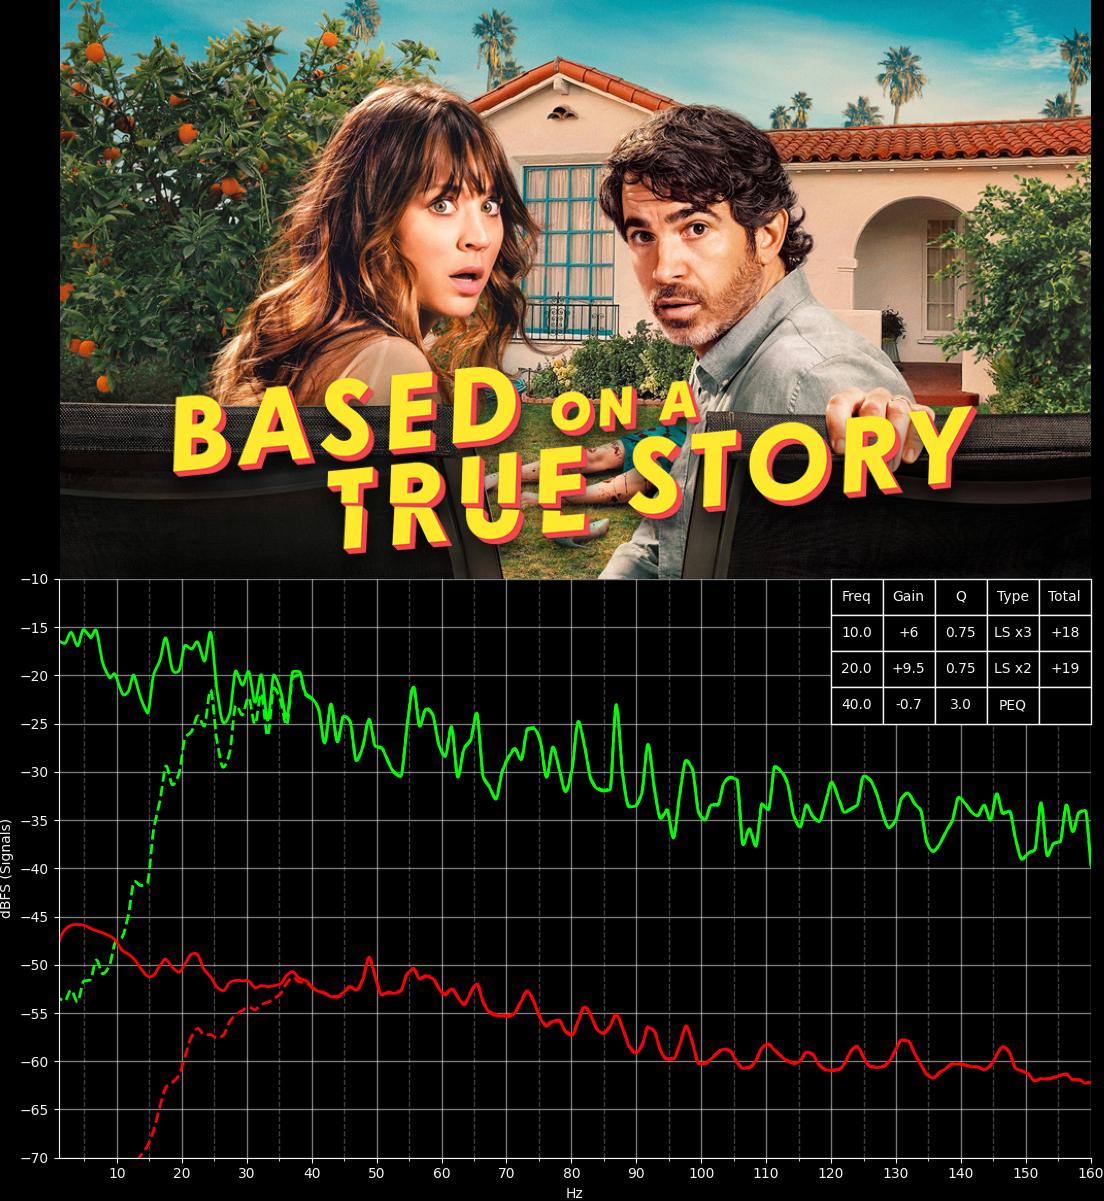 BASED ON A
TRUE STORY
Freq Gain Q Type Total
10.0 +6 0.75 LS x3 +18
20.0 +9.5 0.75 LS x2 +19
40.0 -0.7 3.0 PEQ
−10
−15
−20
−25
−30
−35
−40
−45
−50
−55
−60
−65
−70
dBFS (Signals)
10 20 30 40 50 60 70 80 90 100 110 120 130 140 150 160
Hz